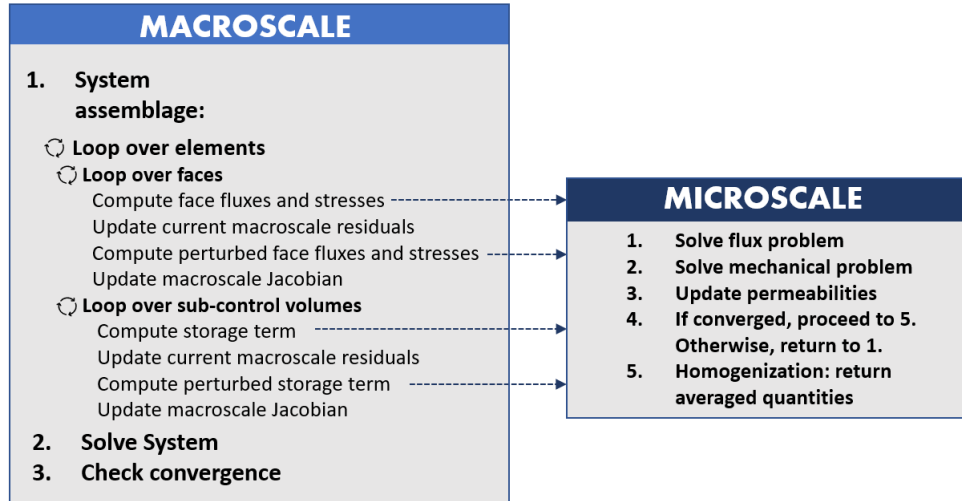 MACROSCALE
1. System
assemblage:
Loop over elements
Loop over faces
Compute face fluxes and stresses
Update current macroscale residuals
Compute perturbed face fluxes and stresses
Update macroscale Jacobian
Loop over sub-control volumes
Compute storage term
Update current macroscale residuals
Compute perturbed storage term
Update macroscale Jacobian
2. Solve System
3. Check convergence
MICROSCALE
1. Solve flux problem
2. Solve mechanical problem
3. Update permeabilities
4. If converged, proceed to 5.
Otherwise, return to 1.
5. Homogenization: return
averaged quantities